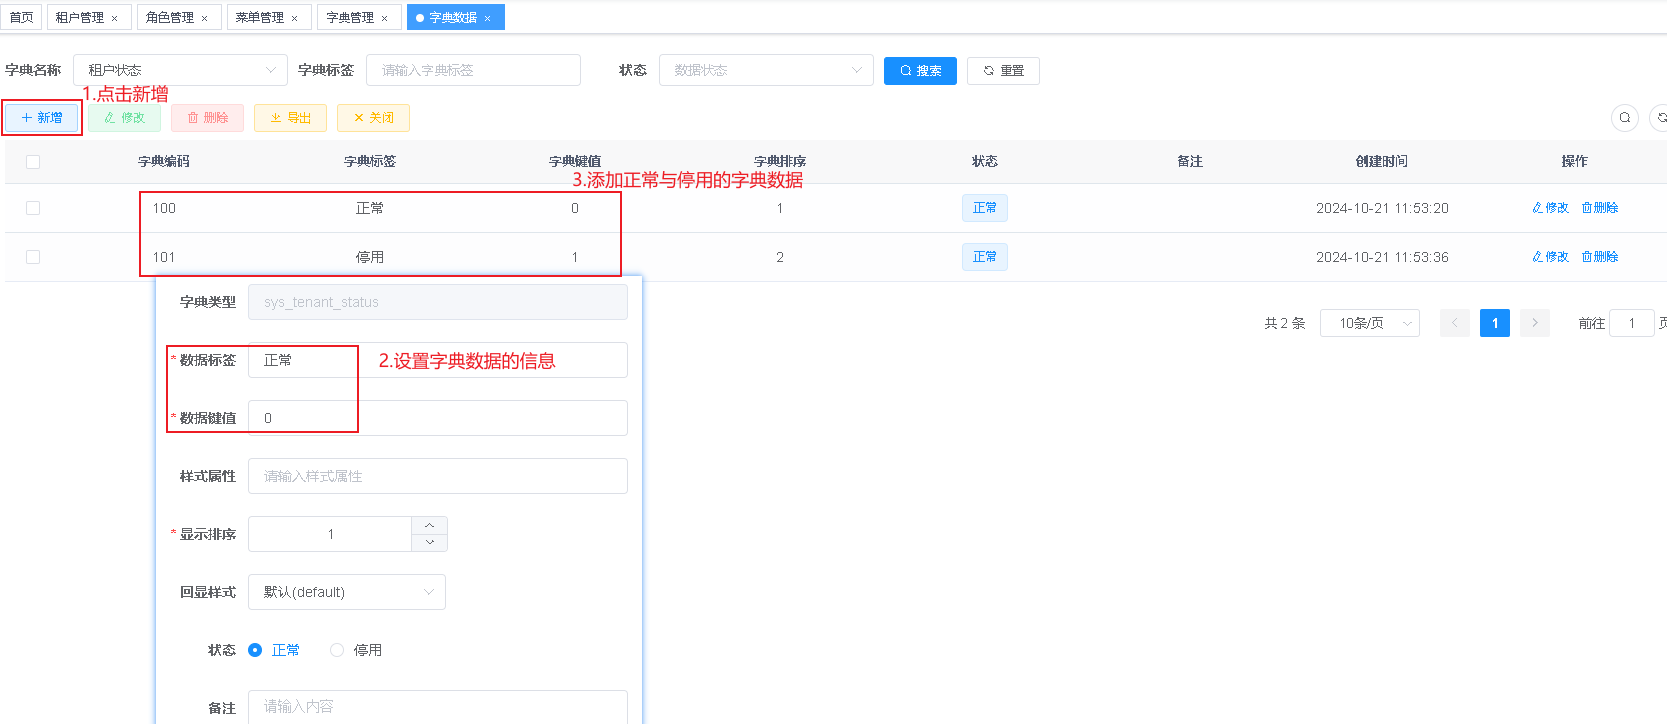 首页 租户管理 × 角色管理 × 菜单管理 × 字典管理 × 字典数据 ×
字典名称 租户状态 字典标签 请输入字典标签 状态 数据状态 搜索 重置
1.点击新增
+ 新增 修改 删除 导出 × 关闭
字典编码 字典标签 字典键值 字典排序 状态 备注 创建时间 操作
3.添加正常与停用的字典数据
100 正常 0 1 正常 2024-10-21 11:53:20 修改 删除
101 停用 1 2 正常 2024-10-21 11:53:36 修改 删除
字典类型 sys_tenant_status
共 2 条 10条/页 < 1 > 前往 1 页
* 数据标签 正常 2.设置字典数据的信息
* 数据键值 0
样式属性 请输入样式属性
* 显示排序 1
回显样式 默认(default)
状态 正常 停用
备注 请输入内容